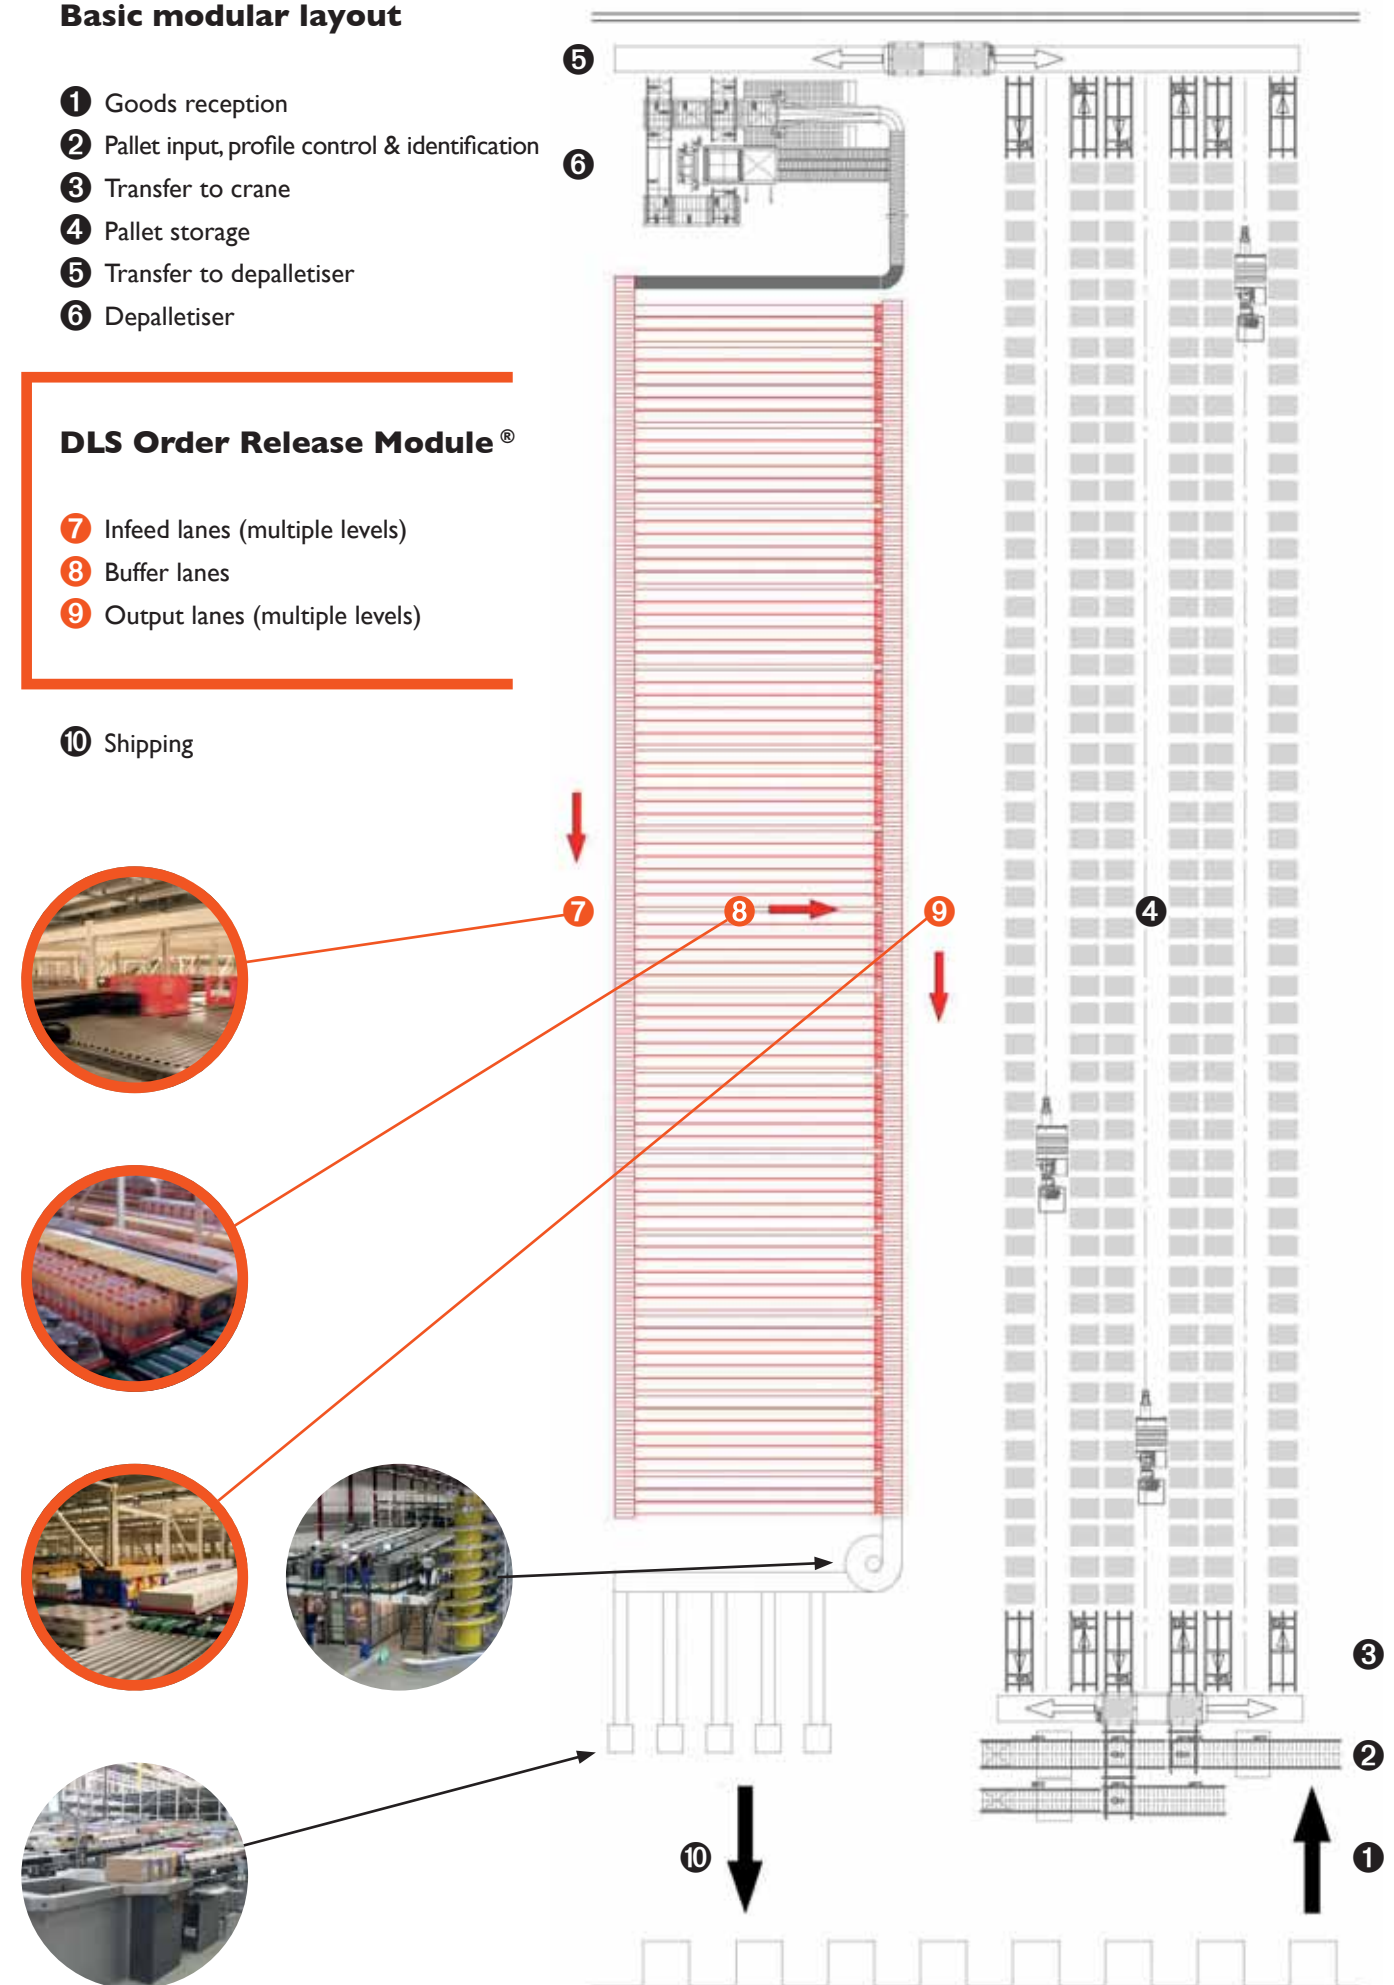 Basic modular layout
1 Goods reception
2 Pallet input, profile control & identification
3 Transfer to crane
4 Pallet storage
5 Transfer to depalletiser
6 Depalletiser
DLS Order Release Module ®
7 Infeed lanes (multiple levels)
8 Buffer lanes
9 Output lanes (multiple levels)
10 Shipping
5
6
7
8
9
4
3
2
10
1